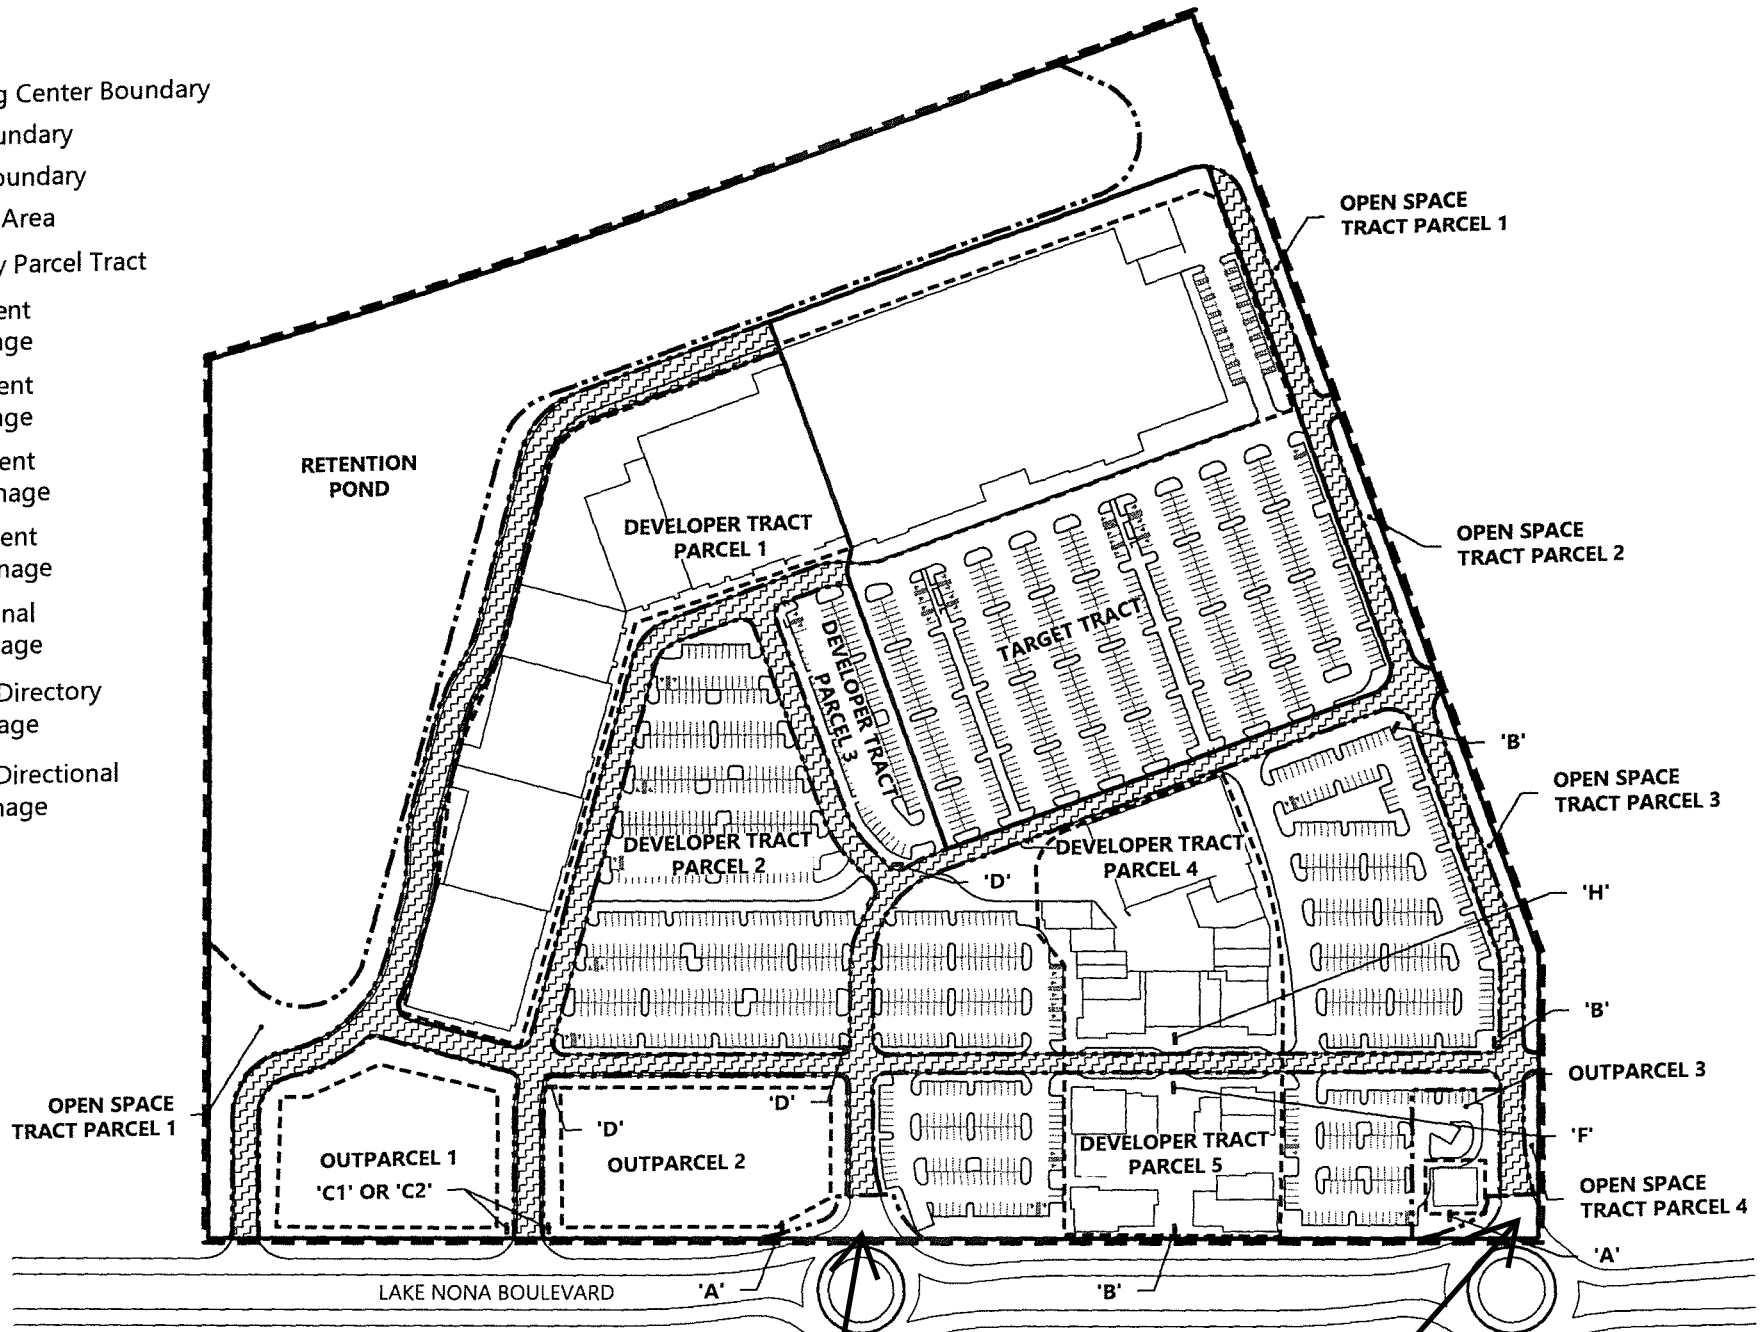 g Center Boundary
undary
oundary
Area
y Parcel Tract
ent
age
ent
age
ent
nage
ent
nage
nal
age
Directory
age
Directional
nage
OPEN SPACE
TRACT PARCEL 1
RETENTION
POND
DEVELOPER TRACT
PARCEL 1
OPEN SPACE
TRACT PARCEL 2
TARGET TRACT
DEVELOPER TRACT
PARCEL 3
'B'
OPEN SPACE
TRACT PARCEL 3
DEVELOPER TRACT
PARCEL 2
DEVELOPER TRACT
PARCEL 4
'D'
'H'
'B'
OUTPARCEL 3
OPEN SPACE
TRACT PARCEL 1
'D'
'D'
'F'
DEVELOPER TRACT
PARCEL 5
OUTPARCEL 1
'C1' OR 'C2'
OUTPARCEL 2
OPEN SPACE
TRACT PARCEL 4
'A'
LAKE NONA BOULEVARD
'A'
'B'